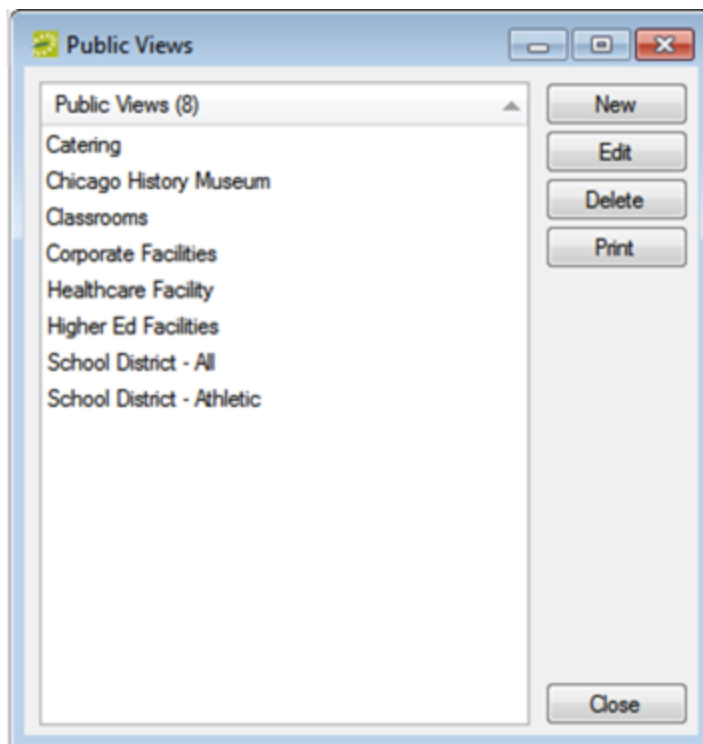 Public Views
Public Views (8)
Catering
Chicago History Museum
Classrooms
Corporate Facilities
Healthcare Facility
Higher Ed Facilities
School District - All
School District - Athletic
New
Edit
Delete
Print
Close